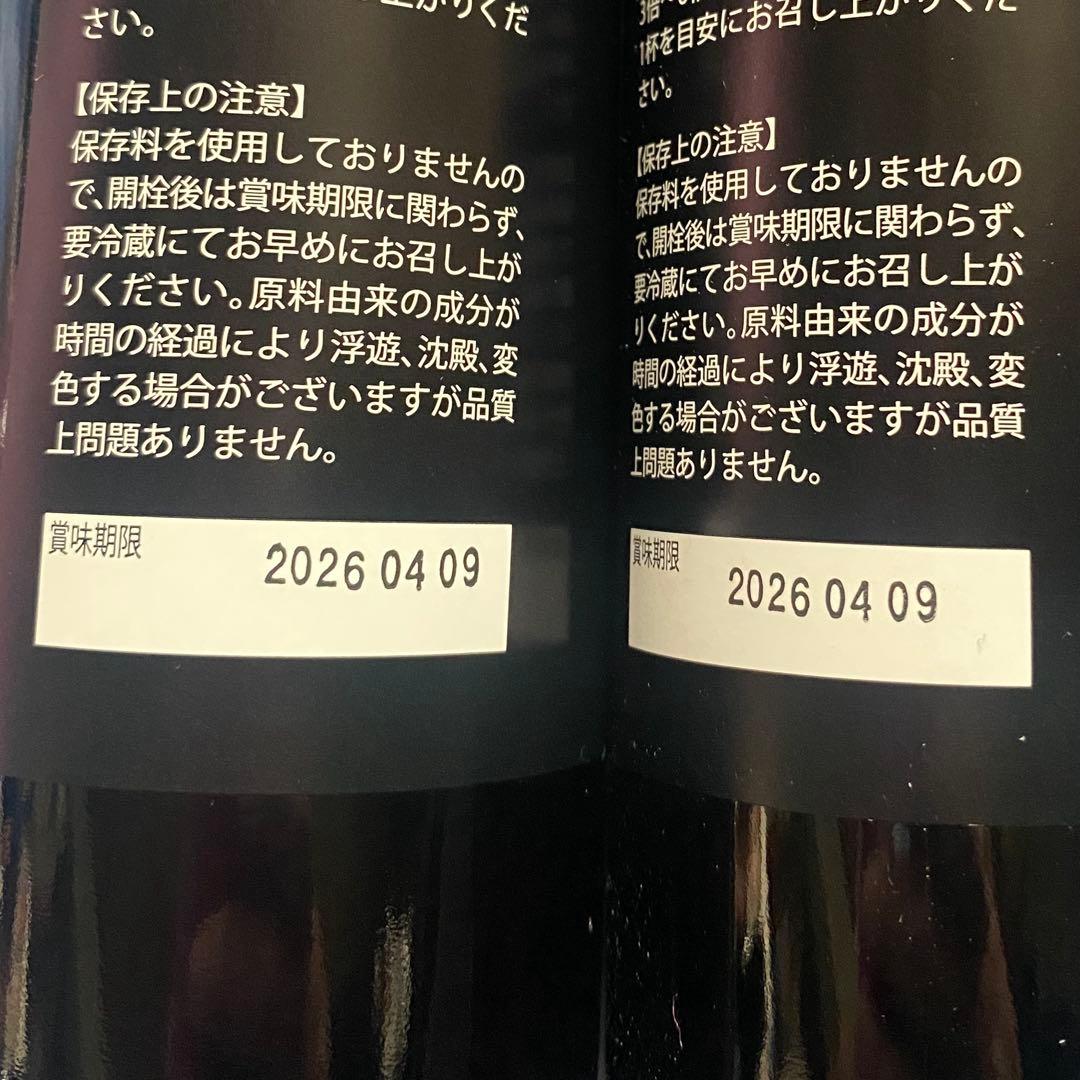 上がりくだ
さい。
【保存上の注意】
保存料を使用しておりませんの
で、開栓後は賞味期限に関わらず、
要冷蔵にてお早めにお召し上が
りください。原料由来の成分が
時間の経過により浮遊、沈殿、変
色する場合がございますが品質
上問題ありません。
賞味期限
2026 04 09
1杯を目安にお召し上がりくだ
さい。
【保存上の注意】
保存料を使用しておりませんの
で、開栓後は賞味期限に関わらず、
要冷蔵にてお早めにお召し上が
りください。原料由来の成分が
時間の経過により浮遊、沈殿、変
色する場合がございますが品質
上問題ありません。
賞味期限
2026 04 09